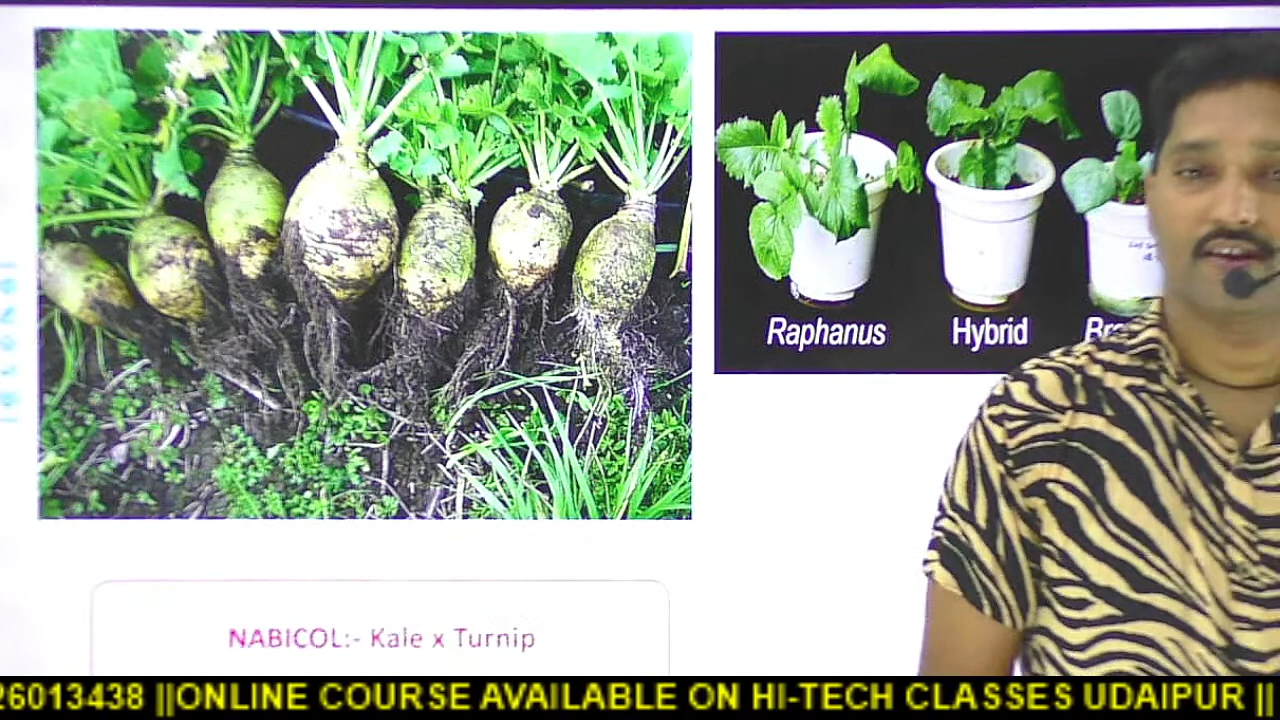 Raphanus
Hybrid
NABICOL:- Kale x Turnip
26013438 ||ONLINE COURSE AVAILABLE ON HI-TECH CLASSES UDAIPUR ||